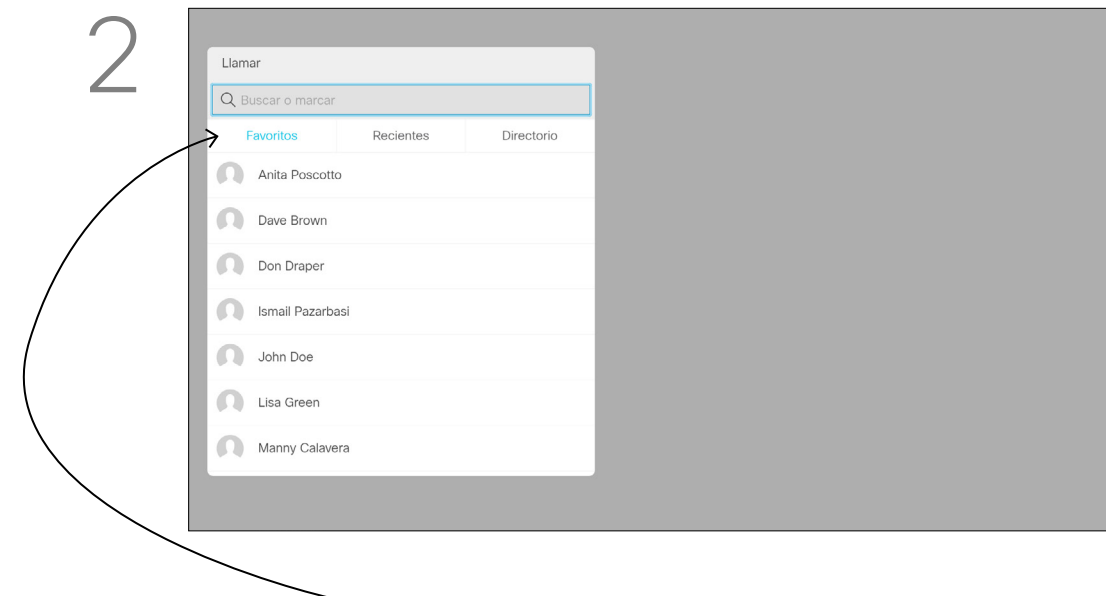 2
Llamar
Buscar o marcar
Favoritos Recientes Directorio
Anita Poscotto
Dave Brown
Don Draper
Ismail Pazarbasi
John Doe
Lisa Green
Manny Calavera